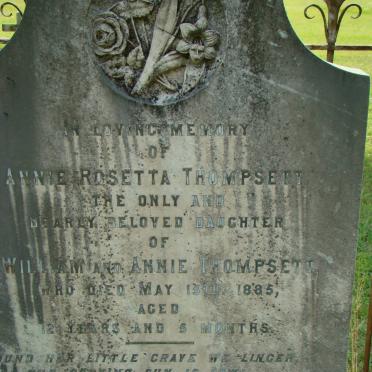 IN LOVING MEMORY
OF
ANNIE ROSETTA THOMPSETT
THE ONLY AND
DEARLY BELOVED DAUGHTER
OF
WILLIAM AND ANNIE THOMPSETT
WHO DIED MAY 1885,
AGED
12 YEARS AND 5 MONTHS.
HER LITTLE GRAVE WE LINGER,